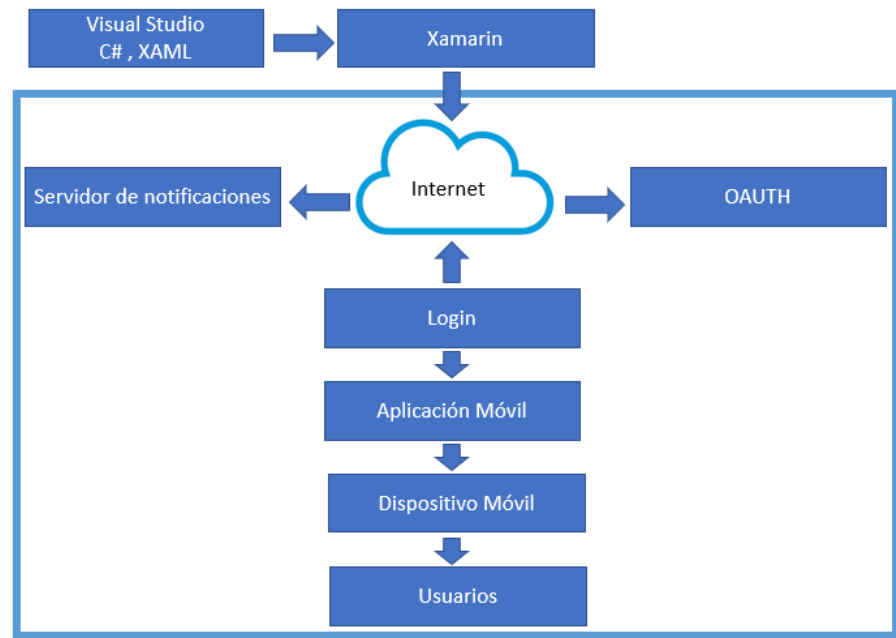 Visual Studio
C# , XAML
Xamarin
Internet
Servidor de notificaciones
OAUTH
Login
Aplicación Móvil
Dispositivo Móvil
Usuarios